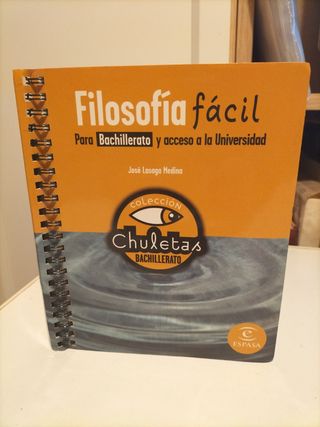 Filosofía fácil
Para Bachillerato y acceso a la Universidad
José Lasaga Medina
COLECCIÓN
Chuletas
BACHILLERATO
e
ESPASA